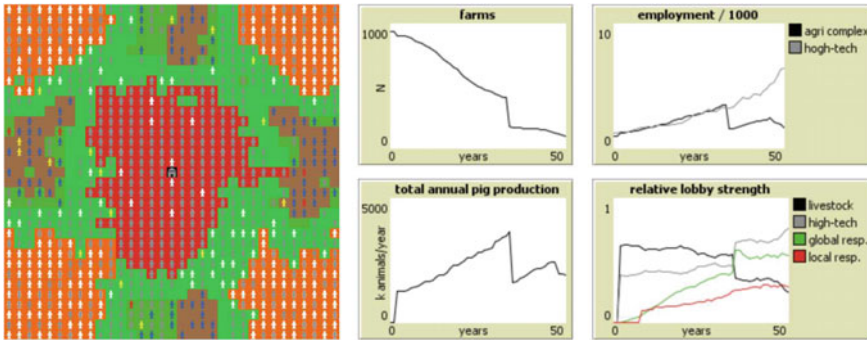 farms
1000
N
0
0 years 50
employment / 1000
10
0
0 years 50
agri complex
hogh-tech
total annual pig production
5000
k animals/year
0
0 years 50
relative lobby strength
1
0
0 years 50
livestock
high-tech
global resp.
local resp.